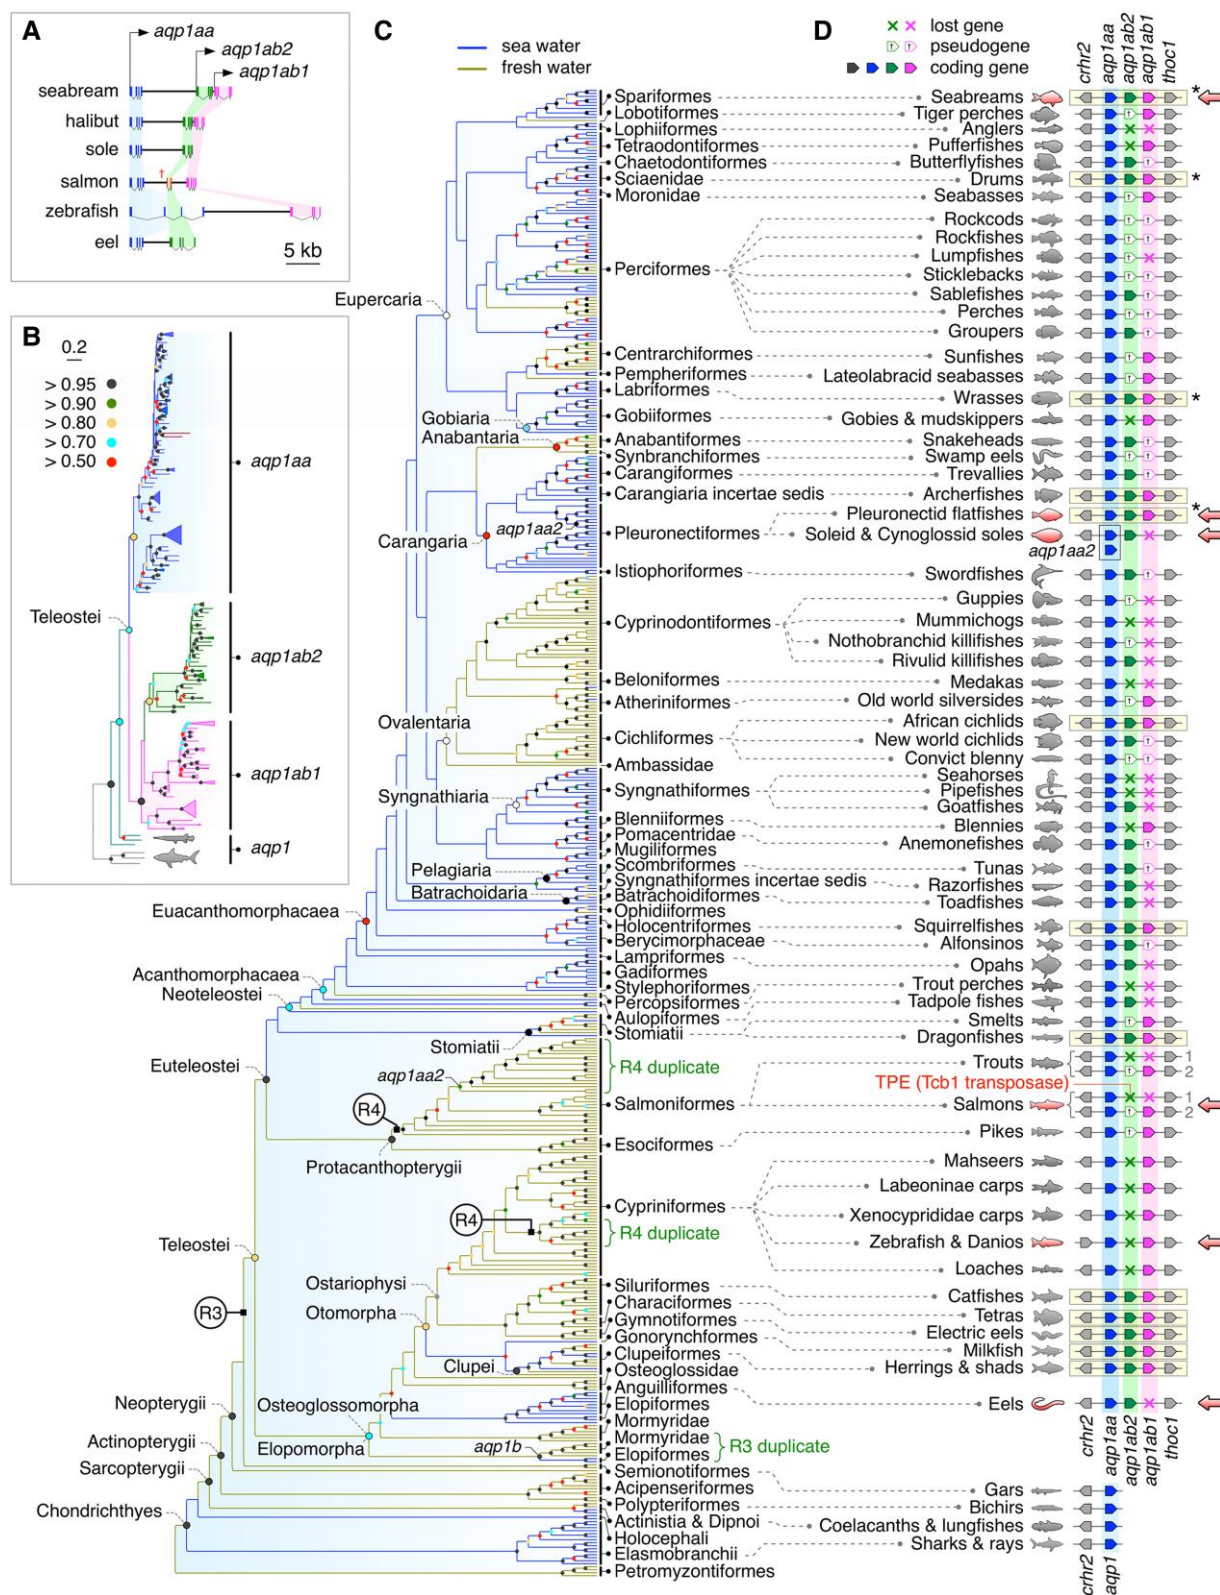 A
aqp1aa
aqp1ab2
aqp1ab1
seabream
halibut
sole
salmon
†
zebrafish
eel
5 kb
B
0.2
> 0.95
> 0.90
> 0.80
> 0.70
> 0.50
aqp1aa
Teleostei
aqp1ab2
aqp1ab1
aqp1
C
sea water
fresh water
Eupercaria
Gobiaria
Anabantaria
aqp1aa2
Carangaria
Ovalentaria
Syngnathiaria
Pelagiaria
Batrachoidaria
Euacanthomorphacaea
Acanthomorphacaea
Neoteleostei
Stomiatii
Euteleostei
aqp1aa2
R4
Protacanthopterygii
R4
Teleostei
Ostariophysi
R3
Otomorpha
Clupei
Neopterygii
Osteoglossomorpha
Actinopterygii
Elopomorpha
aqp1b
Sarcopterygii
Chondrichthyes
Spariformes
Lobotiformes
Lophiiformes
Tetraodontiformes
Chaetodontiformes
Sciaenidae
Moronidae
Perciformes
Centrarchiformes
Pempheriformes
Labriformes
Gobiiformes
Anabantiformes
Synbranchiformes
Carangiformes
Carangiaria incertae sedis
Pleuronectiformes
Istiophoriformes
Cyprinodontiformes
Beloniformes
Atheriniformes
Cichliformes
Ambassidae
Syngnathiformes
Blenniiformes
Pomacentridae
Mugiliformes
Scombriformes
Syngnathiformes incertae sedis
Batrachoidiformes
Ophidiiformes
Holocentriformes
Berycimorphaceae
Lampriformes
Gadiformes
Stylephoriformes
Percopsiformes
Aulopiformes
Stomiatii
R4 duplicate
Salmoniformes
Esociformes
Cypriniformes
R4 duplicate
Siluriformes
Characiformes
Gymnotiformes
Gonorynchformes
Clupeiformes
Osteoglossidae
Anguilliformes
Elopiformes
Mormyridae
Mormyridae
R3 duplicate
Elopiformes
Semionotiformes
Acipenseriformes
Polypteriformes
Actinistia & Dipnoi
Holocephali
Elasmobranchii
Petromyzontiformes
D
lost gene
pseudogene
coding gene
crhr2
aqp1aa
aqp1ab2
aqp1ab1
thoc1
Seabreams *
Tiger perches
Anglers
Pufferfishes
Butterflyfishes
Drums *
Seabasses
Rockcods
Rockfishes
Lumpfishes
Sticklebacks
Sablefishes
Perches
Groupers
Sunfishes
Lateolabracid seabasses
Wrasses *
Gobies & mudskippers
Snakeheads
Swamp eels
Trevallies
Archerfishes
Pleuronectid flatfishes *
Soleid & Cynoglossid soles
aqp1aa2
Swordfishes
Guppies
Mummichogs
Nothobranchid killifishes
Rivulid killifishes
Medakas
Old world silversides
African cichlids
New world cichlids
Convict blenny
Seahorses
Pipefishes
Goatfishes
Blennies
Anemonefishes
Tunas
Razorfishes
Toadfishes
Squirrelfishes
Alfonsinos
Opahs
Trout perches
Tadpole fishes
Smelts
Dragonfishes
Trouts
1
2
TPE (Tcb1 transposase)
Salmons
1
2
Pikes
Mahseers
Labeoninae carps
Xenocyprididae carps
Zebrafish & Danios
Loaches
Catfishes
Tetras
Electric eels
Milkfish
Herrings & shads
Eels
crhr2
aqp1aa
aqp1ab2
aqp1ab1
thoc1
Gars
Bichirs
Coelacanths & lungfishes
Sharks & rays
crhr2
aqp1